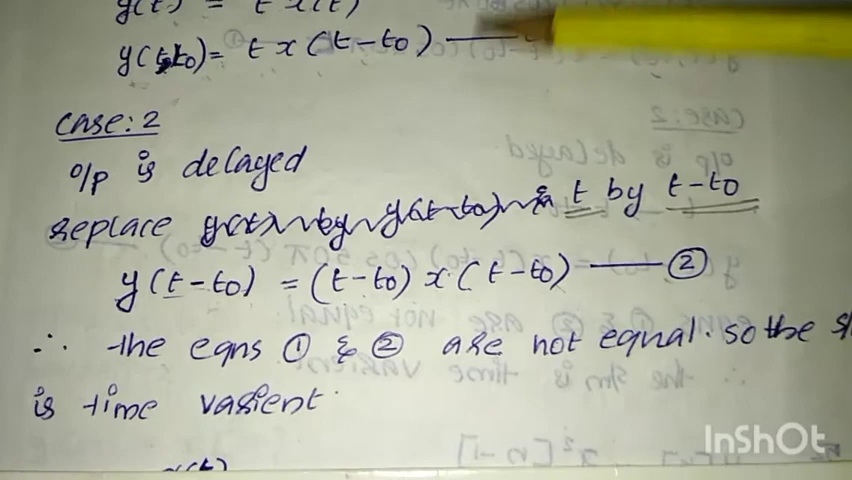 y(t) = t x(t)
y(t,t0) = t x(t-t0) —
Case: 2
o/p is delayed
replace t by t-t0
y(t-t0) = (t-t0) x(t-t0) — ②
∴ the eqns ① & ② are not equal. so the
is time varient.
x(t)
InShOt